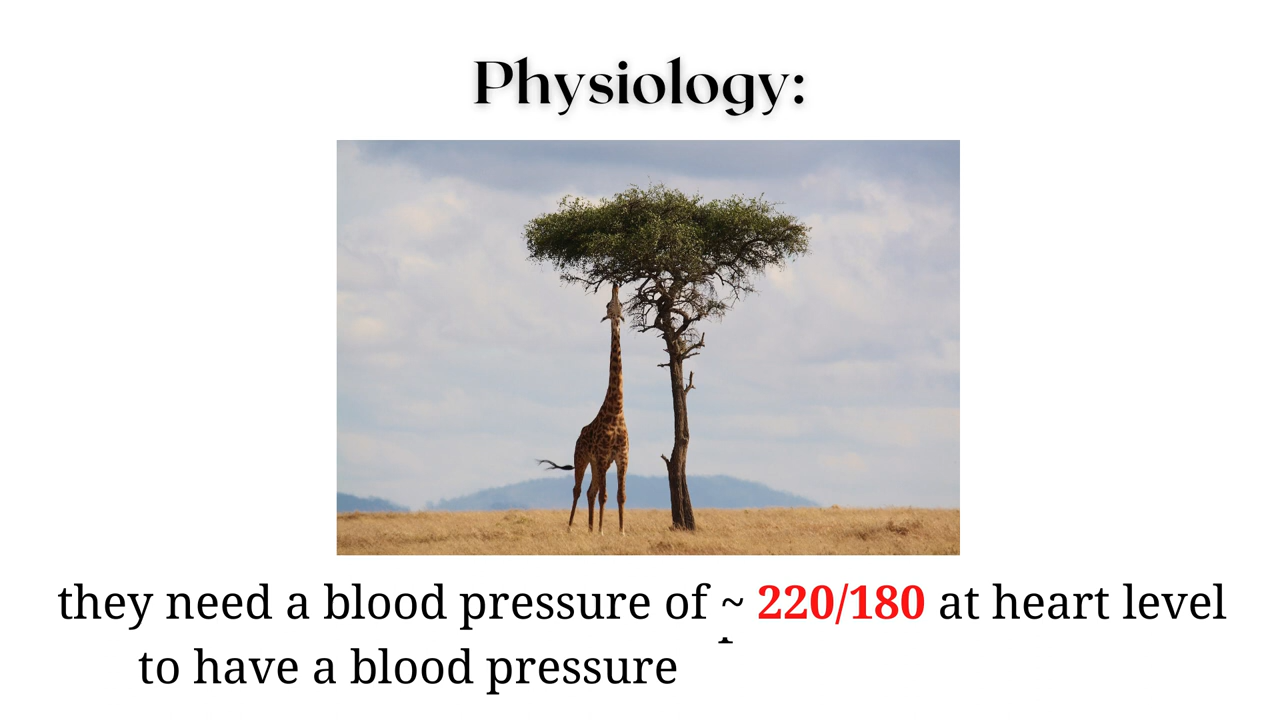 Physiology:
they need a blood pressure of ~ 220/180 at heart level
to have a blood pressure